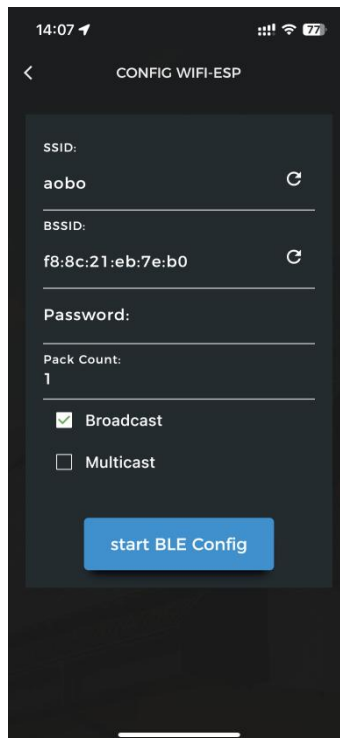 14:07
77
CONFIG WIFI-ESP
SSID:
aobo
BSSID:
f8:8c:21:eb:7e:b0
Password:
Pack Count:
1
Broadcast
Multicast
start BLE Config